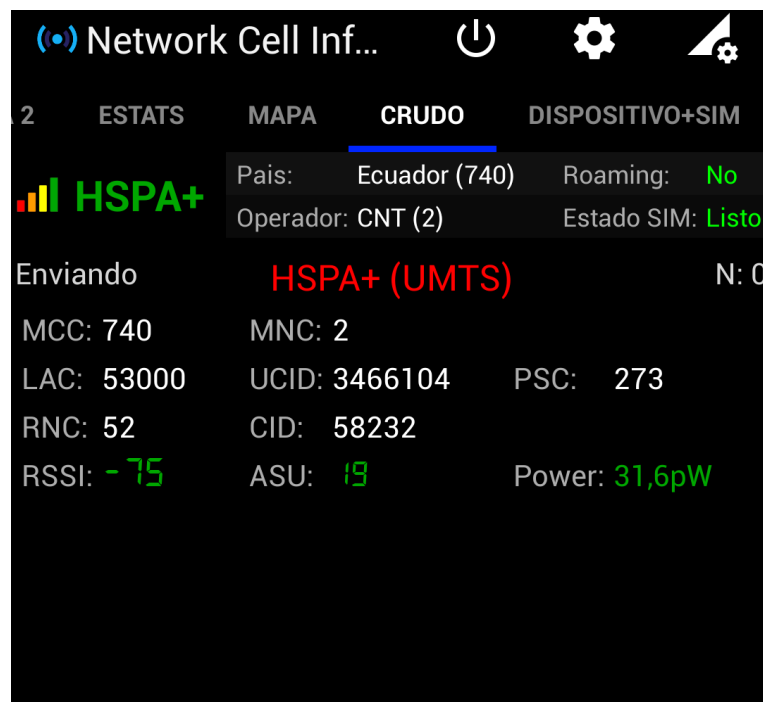 Network Cell Inf...
A 2 ESTATS MAPA CRUDO DISPOSITIVO+SIM
HSPA+
Pais: Ecuador (740) Roaming: No
Operador: CNT (2) Estado SIM: Listo
Enviando HSPA+ (UMTS) N: 0
MCC: 740 MNC: 2
LAC: 53000 UCID: 3466104 PSC: 273
RNC: 52 CID: 58232
RSSI: -75 ASU: 19 Power: 31,6pW